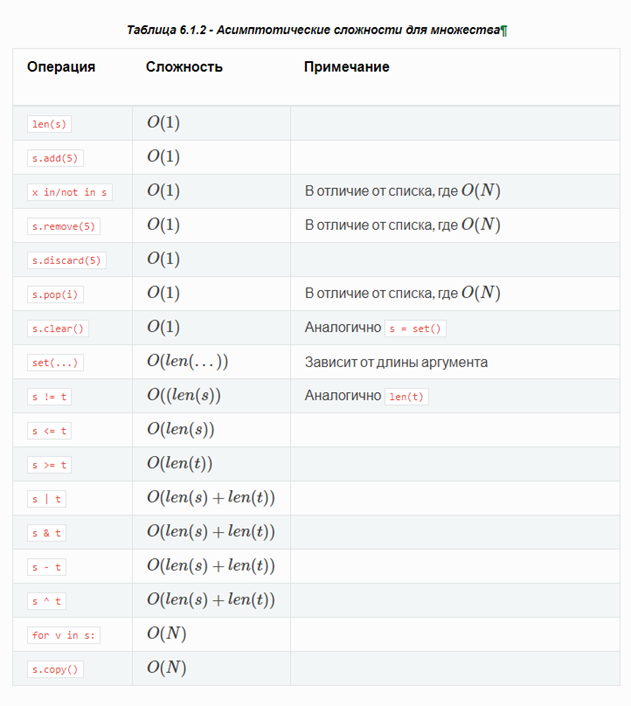 Таблица 6.1.2 - Асимптотические сложности для множества¶
Операция Сложность Примечание
len(s) O(1)
s.add(5) O(1)
x in/not in s O(1) В отличие от списка, где O(N)
s.remove(5) O(1) В отличие от списка, где O(N)
s.discard(5) O(1)
s.pop(i) O(1) В отличие от списка, где O(N)
s.clear() O(1) Аналогично s = set()
set(...) O(len(...)) Зависит от длины аргумента
s != t O((len(s)) Аналогично len(t)
s <= t O(len(s))
s >= t O(len(t))
s | t O(len(s) + len(t))
s & t O(len(s) + len(t))
s - t O(len(s) + len(t))
s ^ t O(len(s) + len(t))
for v in s: O(N)
s.copy() O(N)